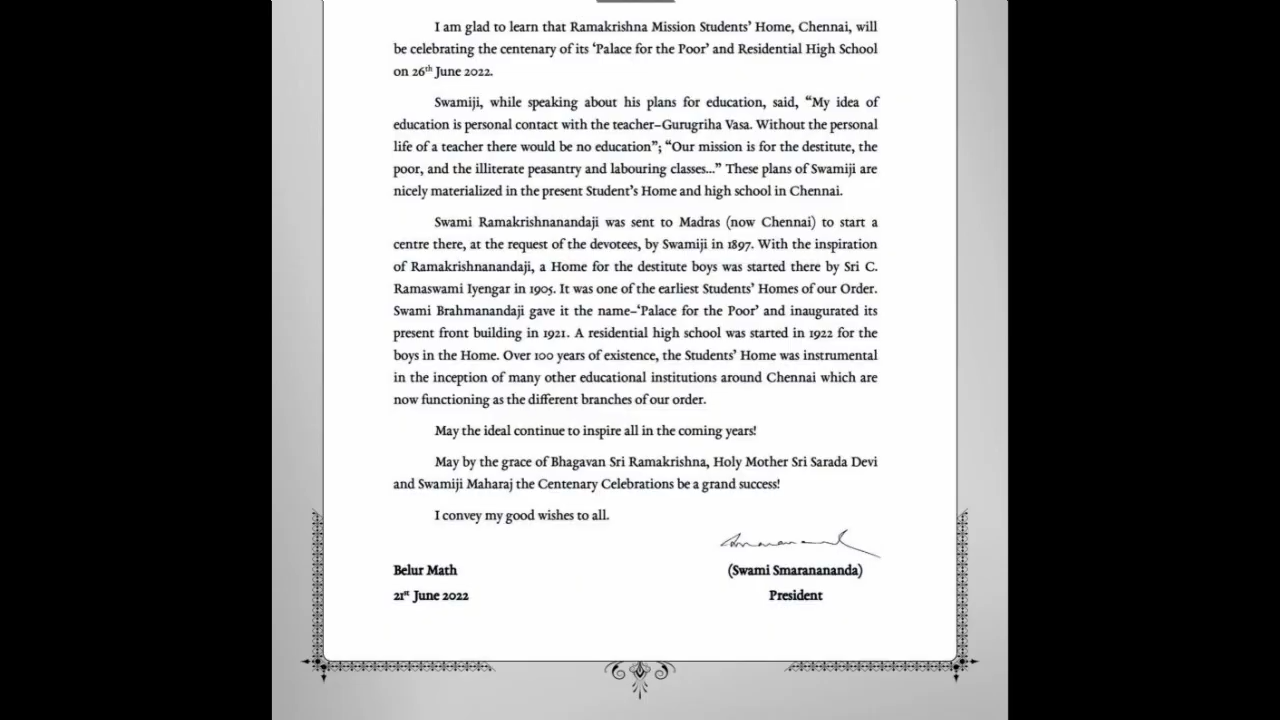 I am glad to learn that Ramakrishna Mission Students’ Home, Chennai, will
be celebrating the centenary of its ‘Palace for the Poor’ and Residential High School
on 26th June 2022.
Swamiji, while speaking about his plans for education, said, “My idea of
education is personal contact with the teacher–Gurugriha Vasa. Without the personal
life of a teacher there would be no education”; “Our mission is for the destitute, the
poor, and the illiterate peasantry and labouring classes...” These plans of Swamiji are
nicely materialized in the present Student’s Home and high school in Chennai.
Swami Ramakrishnanandaji was sent to Madras (now Chennai) to start a
centre there, at the request of the devotees, by Swamiji in 1897. With the inspiration
of Ramakrishnanandaji, a Home for the destitute boys was started there by Sri C.
Ramaswami Iyengar in 1905. It was one of the earliest Students’ Homes of our Order.
Swami Brahmanandaji gave it the name–‘Palace for the Poor’ and inaugurated its
present front building in 1921. A residential high school was started in 1922 for the
boys in the Home. Over 100 years of existence, the Students’ Home was instrumental
in the inception of many other educational institutions around Chennai which are
now functioning as the different branches of our order.
May the ideal continue to inspire all in the coming years!
May by the grace of Bhagavan Sri Ramakrishna, Holy Mother Sri Sarada Devi
and Swamiji Maharaj the Centenary Celebrations be a grand success!
I convey my good wishes to all.
Belur Math
(Swami Smaranananda)
21st June 2022
President